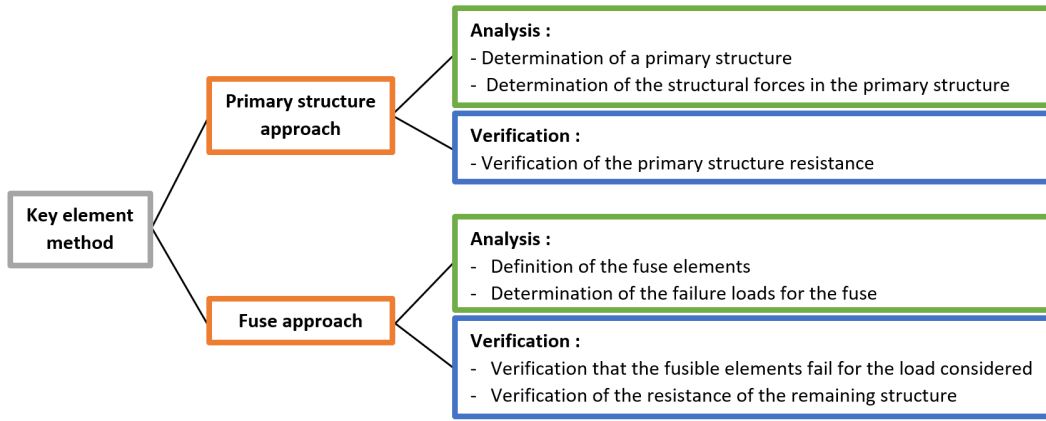 Key element
method
Primary structure
approach
Analysis :
- Determination of a primary structure
- Determination of the structural forces in the primary structure
Verification :
- Verification of the primary structure resistance
Fuse approach
Analysis :
- Definition of the fuse elements
- Determination of the failure loads for the fuse
Verification :
- Verification that the fusible elements fail for the load considered
- Verification of the resistance of the remaining structure